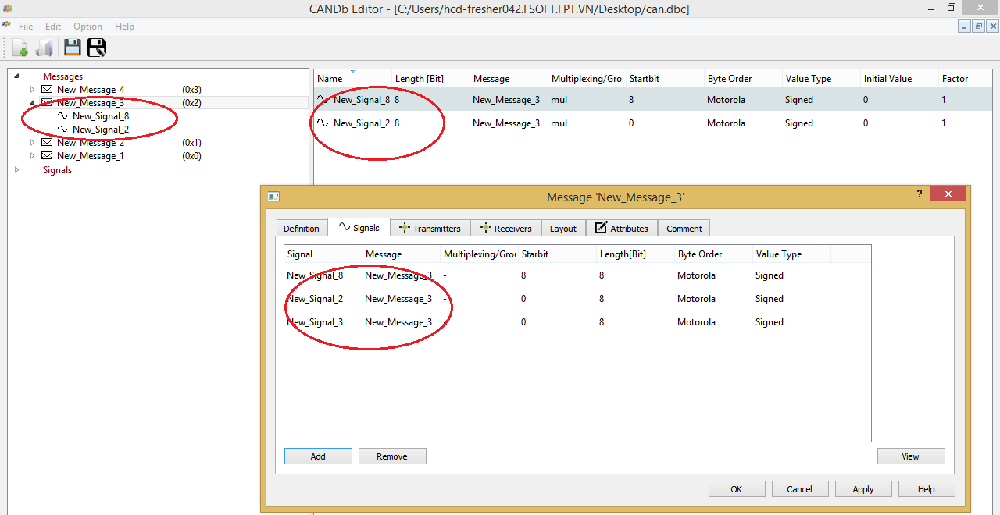 CANDb Editor - [C:/Users/hcd-fresher042.FSOFT.FPT.VN/Desktop/can.dbc]
File Edit Option Help
Messages
New_Message_4 (0x3)
New_Message_3 (0x2)
New_Signal_8
New_Signal_2
New_Message_2 (0x1)
New_Message_1 (0x0)
Signals
Name Length [Bit] Message Multiplexing/Grou Startbit Byte Order Value Type Initial Value Factor
New_Signal_8 8 New_Message_3 mul 8 Motorola Signed 0 1
New_Signal_2 8 New_Message_3 mul 0 Motorola Signed 0 1
Message 'New_Message_3'
?
Definition Signals Transmitters Receivers Layout Attributes Comment
Signal Message Multiplexing/Grou Starbit Length[Bit] Byte Order Value Type
New_Signal_8 New_Message_3 - 8 8 Motorola Signed
New_Signal_2 New_Message_3 - 0 8 Motorola Signed
New_Signal_3 New_Message_3 - 0 8 Motorola Signed
Add Remove View
OK Cancel Apply Help